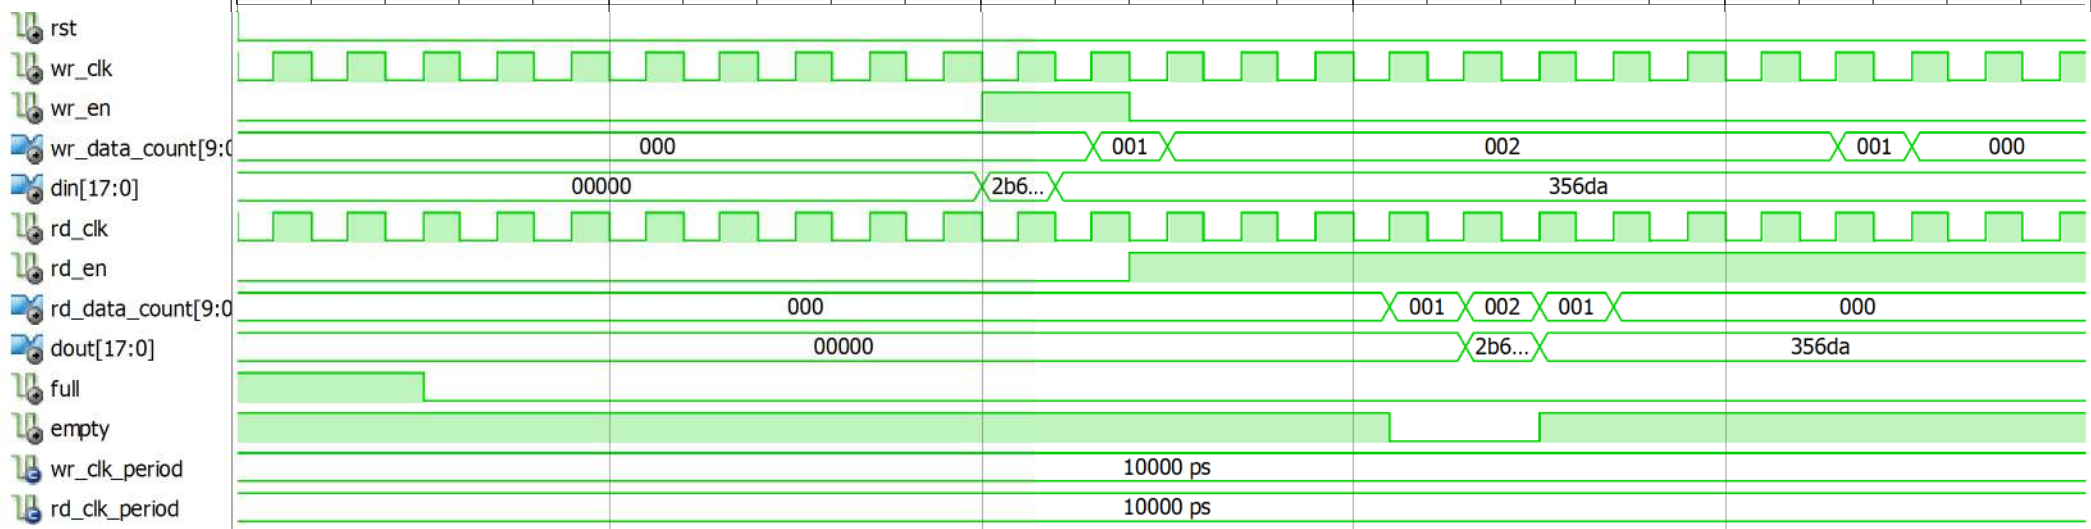 rst
wr_clk
wr_en
wr_data_count[9:0 000 001 002 001 000
din[17:0] 00000 2b6... 356da
rd_clk
rd_en
rd_data_count[9:0 000 001 002 001 000
dout[17:0] 00000 2b6... 356da
full
empty
wr_clk_period 10000 ps
rd_clk_period 10000 ps